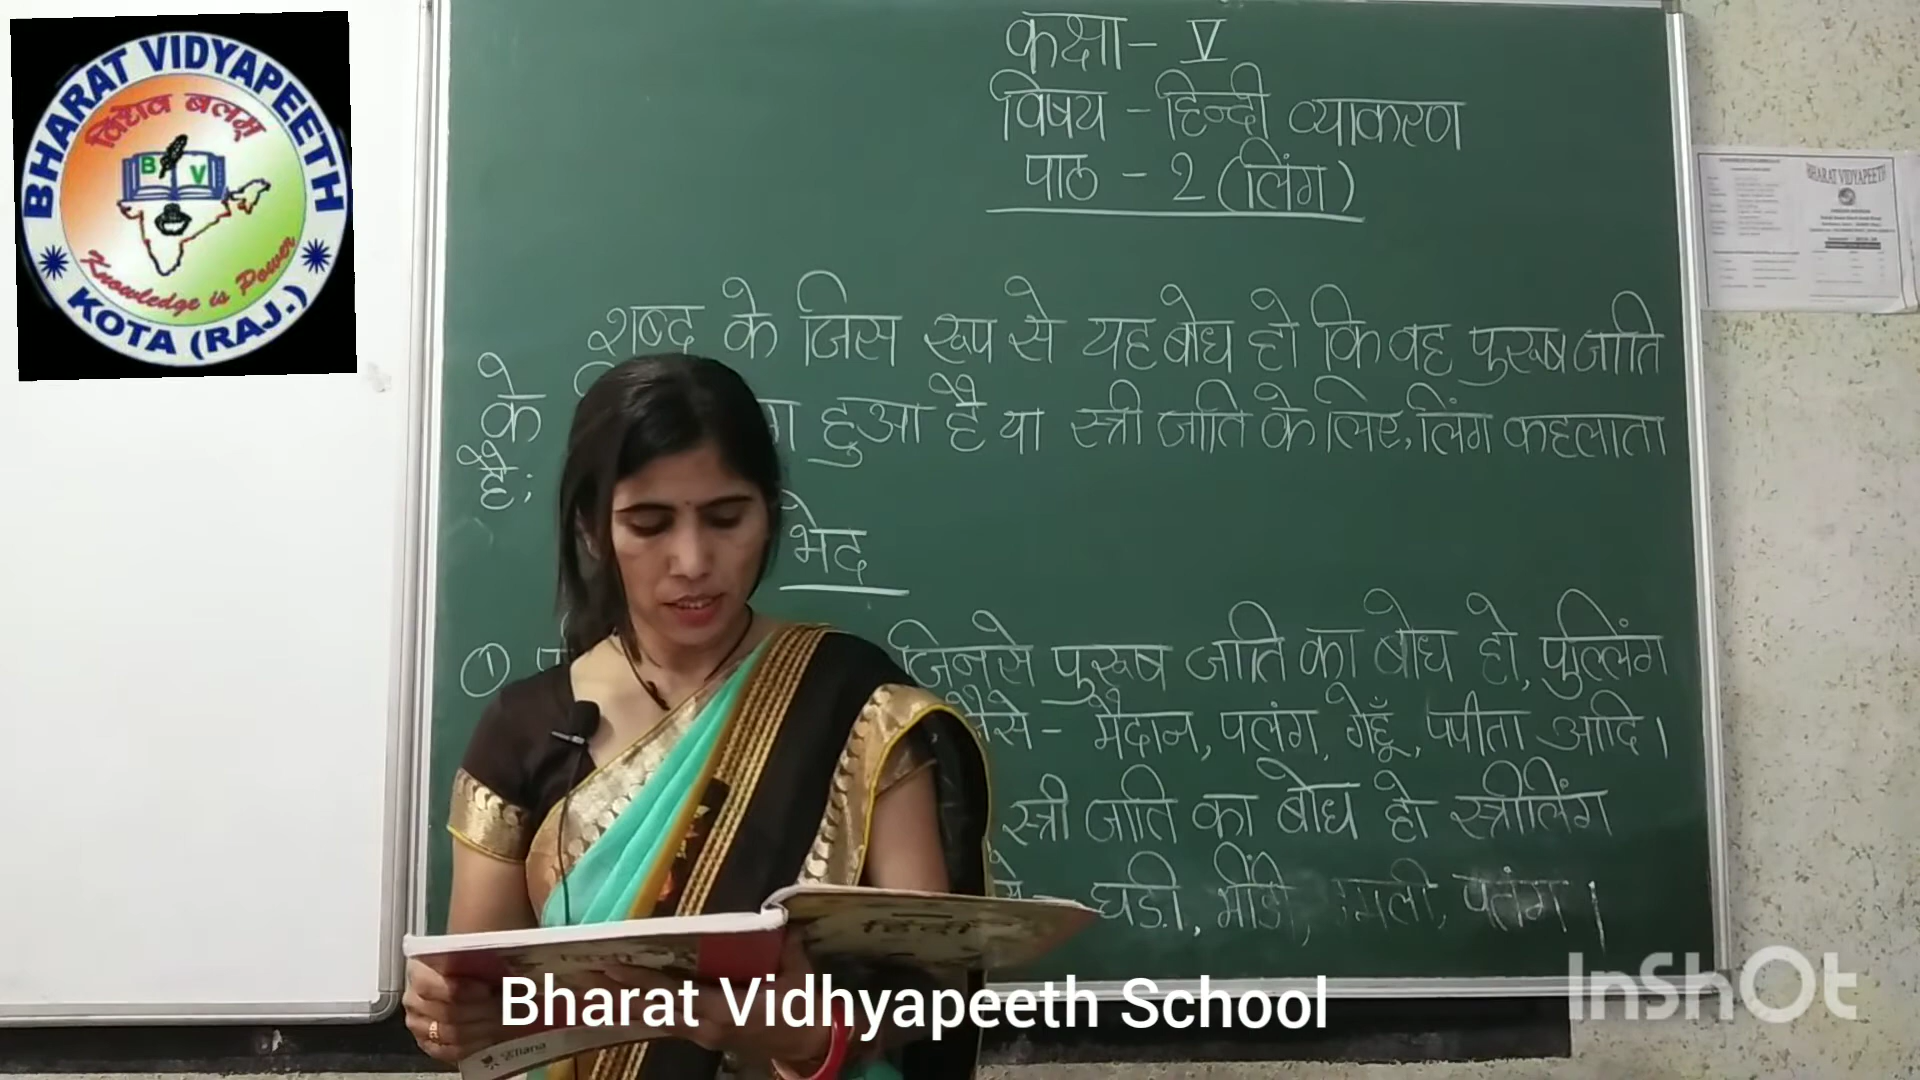 BHARAT VIDYAPEETH
विद्यैव बलम्
B V
Knowledge is Power
KOTA (RAJ.)
कक्षा - V
विषय - हिन्दी व्याकरण
पाठ - 2 (लिंग)
BHARAT VIDYAPEETH
शब्द के जिस रूप से यह बोध हो कि वह पुरूष जाति
के हुआ है या स्त्री जाति के लिए, लिंग कहलाता
है;
भेद
① जिनसे पुरूष जाति का बोध हो, पुल्लिंग
जैसे - मैदान, पलंग, गेहूँ, पपीता आदि।
स्त्री जाति का बोध हो स्त्रीलिंग
घड़ी, भींडी, पतंग।
हिंदी
हिंदी
Bharat Vidhyapeeth School
InShOt